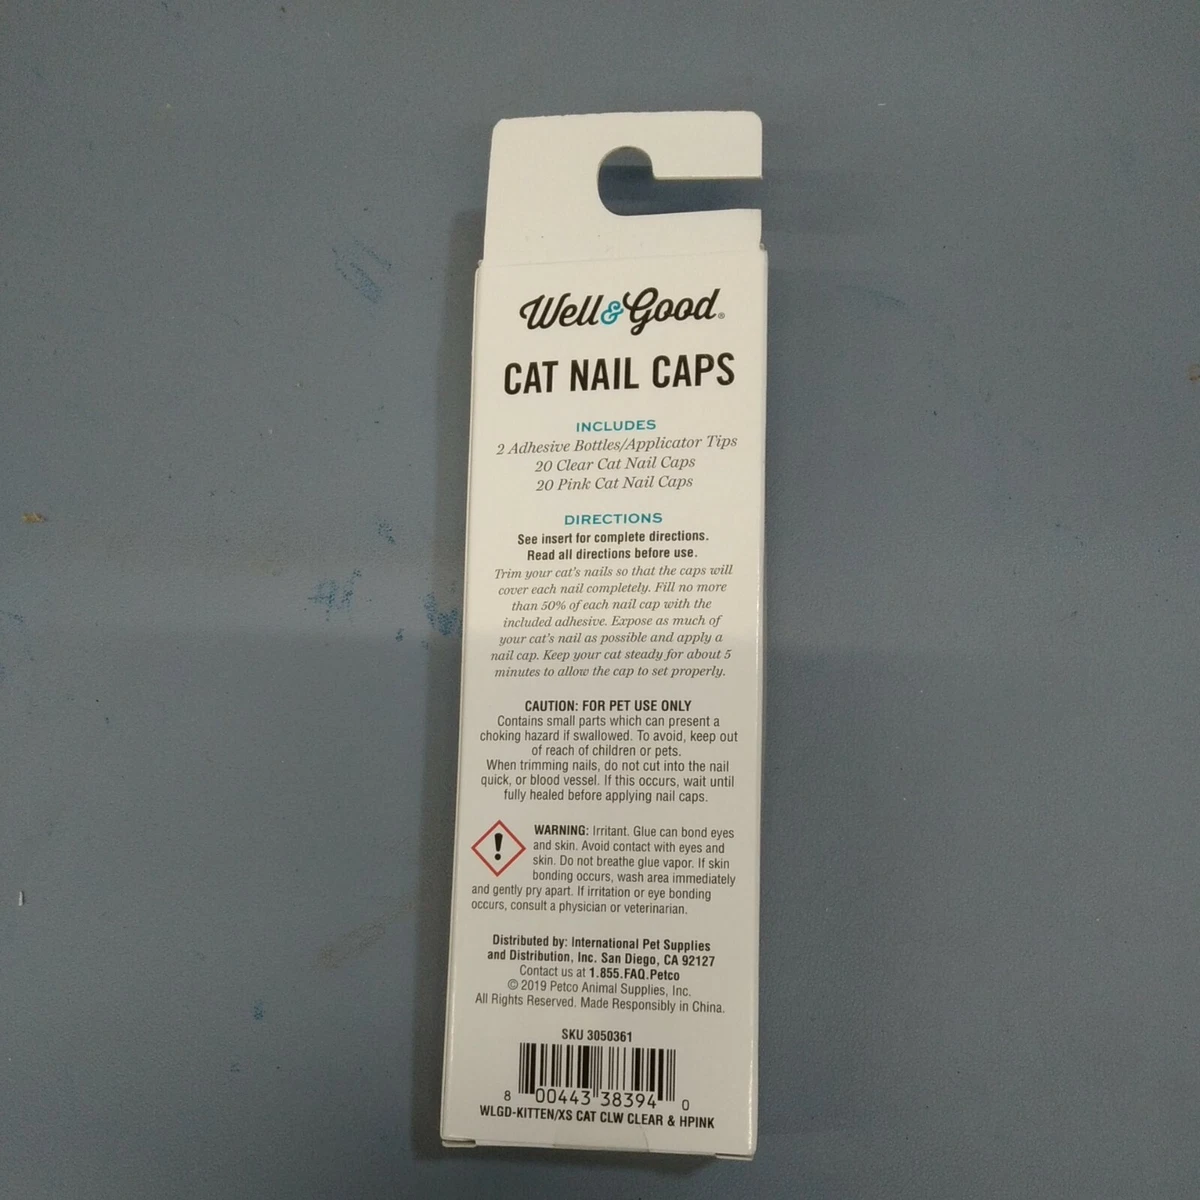 Well&Good®
CAT NAIL CAPS
INCLUDES
2 Adhesive Bottles/Applicator Tips
20 Clear Cat Nail Caps
20 Pink Cat Nail Caps
DIRECTIONS
See insert for complete directions.
Read all directions before use.
Trim your cat's nails so that the caps will
cover each nail completely. Fill no more
than 50% of each nail cap with the
included adhesive. Expose as much of
your cat's nail as possible and apply a
nail cap. Keep your cat steady for about 5
minutes to allow the cap to set properly.
CAUTION: FOR PET USE ONLY
Contains small parts which can present a
choking hazard if swallowed. To avoid, keep out
of reach of children or pets.
When trimming nails, do not cut into the nail
quick, or blood vessel. If this occurs, wait until
fully healed before applying nail caps.
! WARNING: Irritant. Glue can bond eyes
and skin. Avoid contact with eyes and
skin. Do not breathe glue vapor. If skin
bonding occurs, wash area immediately
and gently pry apart. If irritation or eye bonding
occurs, consult a physician or veterinarian.
Distributed by: International Pet Supplies
and Distribution, Inc. San Diego, CA 92127
Contact us at 1.855.FAQ.Petco
© 2019 Petco Animal Supplies, Inc.
All Rights Reserved. Made Responsibly in China.
SKU 3050361
8 00443 38394 0
WLGD-KITTEN/XS CAT CLW CLEAR & HPINK